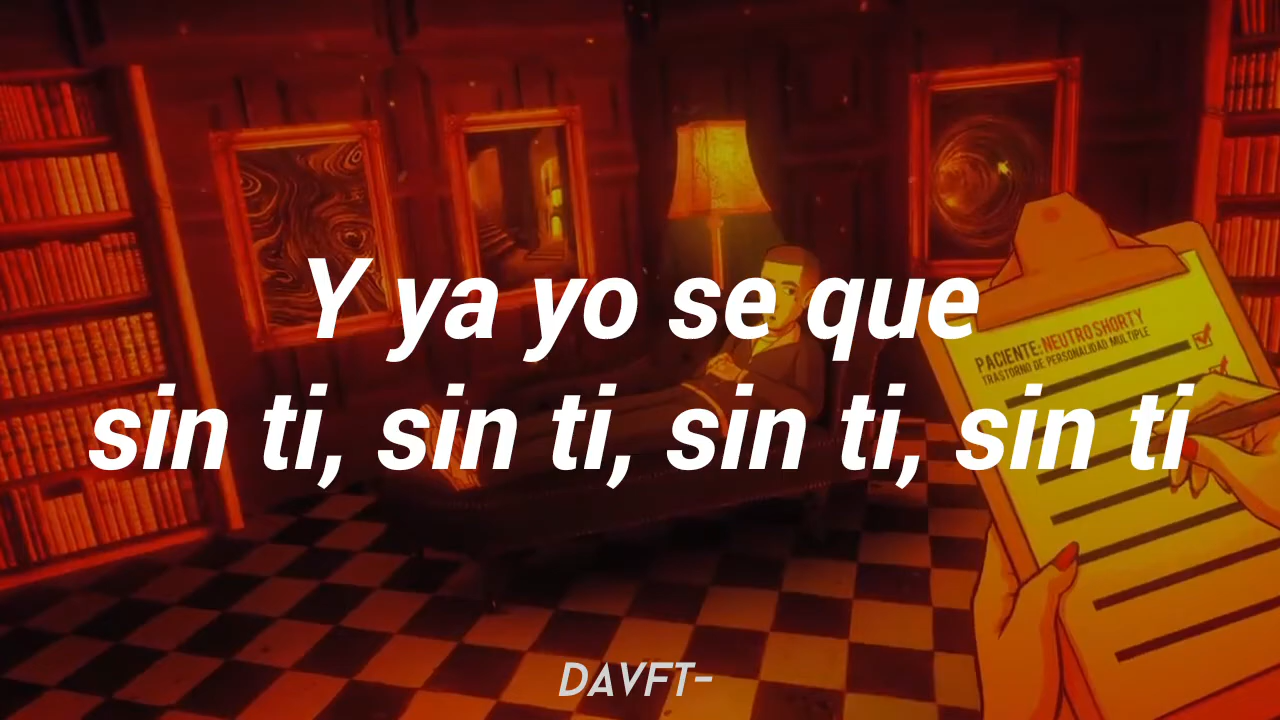 PACIENTE: NEUTRO SHORTY
TRASTORNO DE PERSONALIDAD MULTIPLE
Y ya yo se que
sin ti, sin ti, sin ti, sin ti
DAVFT-